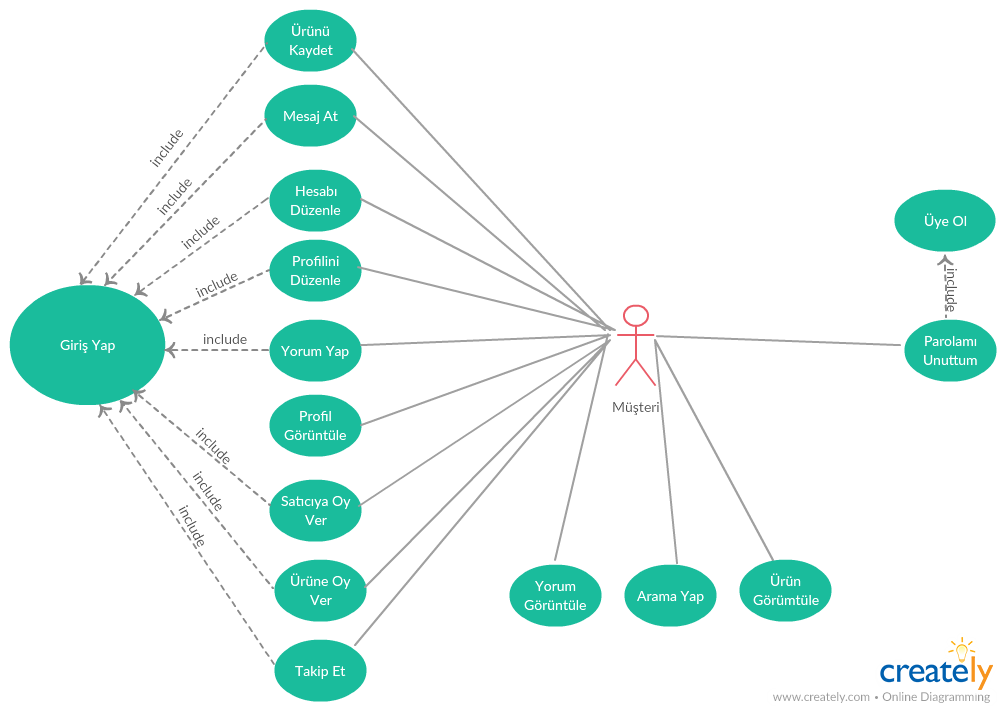 Ürünü
Kaydet
include
Mesaj At
include
Hesabı
Düzenle
include
Profilini
Düzenle
include
Giriş Yap
include
Yorum Yap
Profil
Görüntüle
include
Satıcıya Oy
Ver
include
Ürüne Oy
Ver
include
Takip Et
Müşteri
Üye Ol
include
Parolamı
Unuttum
Yorum
Görüntüle
Arama Yap
Ürün
Görümtüle
creately
www.creately.com • Online Diagramming